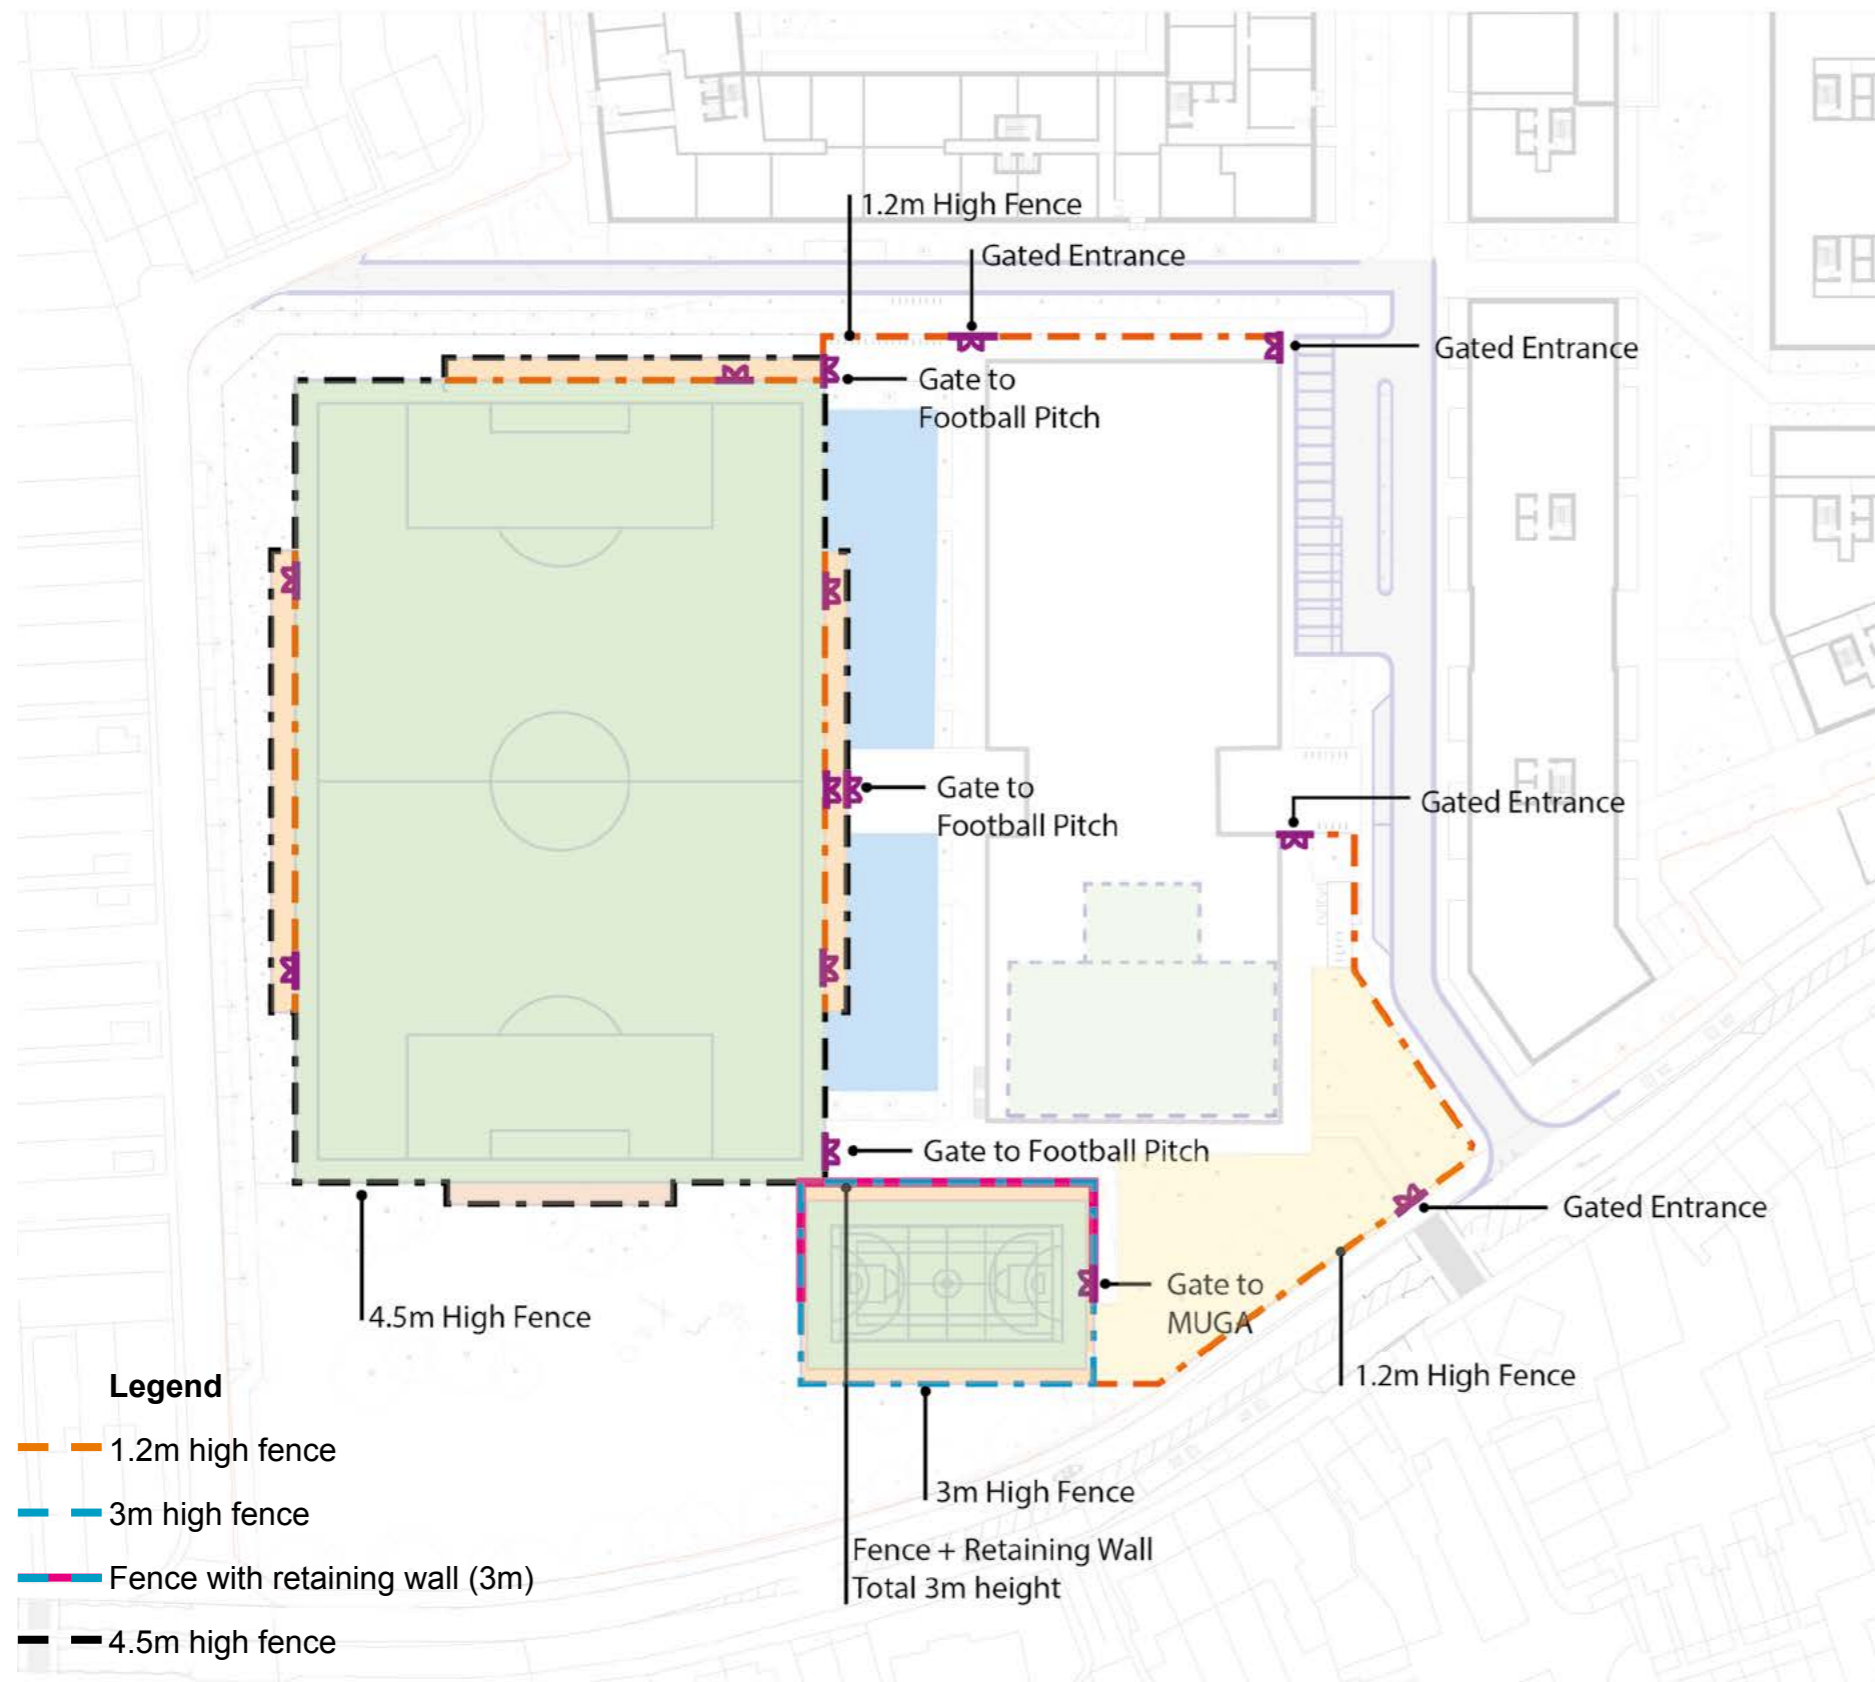 1.2m High Fence
Gated Entrance
Gated Entrance
Gate to
Football Pitch
Gate to
Football Pitch
Gated Entrance
Gate to Football Pitch
Gated Entrance
Gate to
MUGA
4.5m High Fence
1.2m High Fence
3m High Fence
Fence + Retaining Wall
Total 3m height
Legend
1.2m high fence
3m high fence
Fence with retaining wall (3m)
4.5m high fence